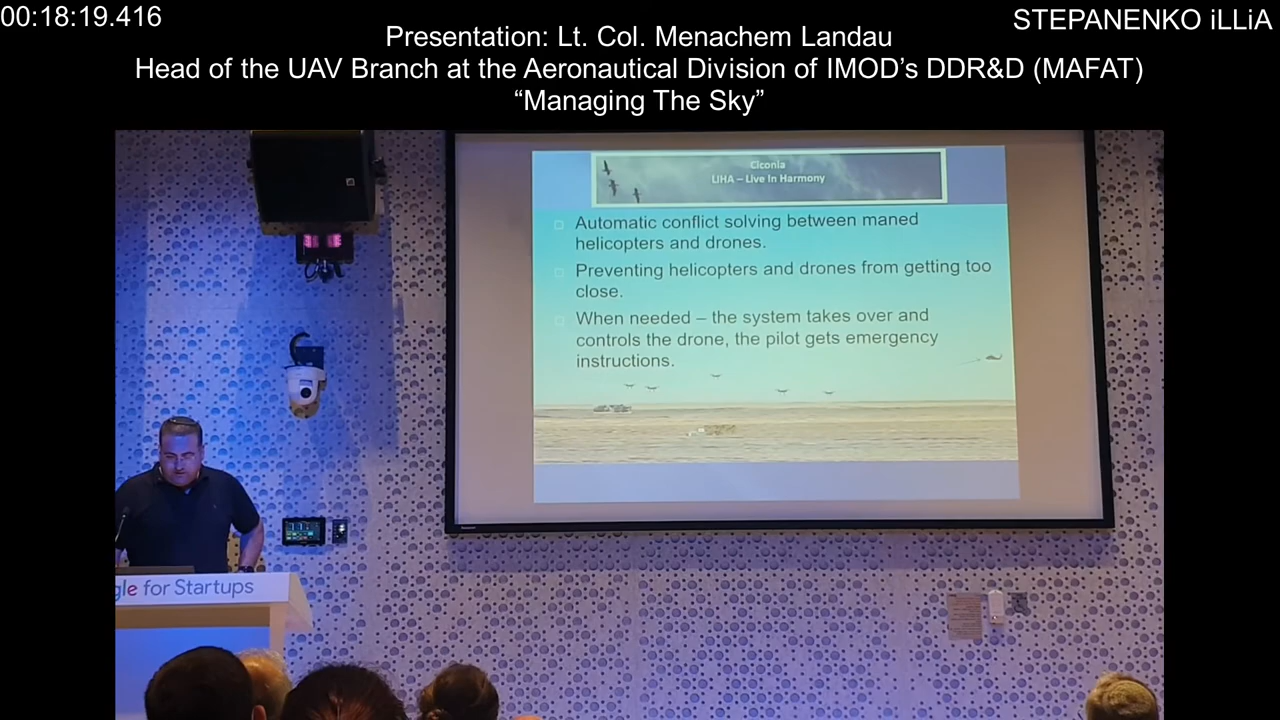 00:18:19.416
STEPANENKO iLLiA
Presentation: Lt. Col. Menachem Landau
Head of the UAV Branch at the Aeronautical Division of IMOD’s DDR&D (MAFAT)
“Managing The Sky”
Ciconia
LIHA – Live In Harmony
Automatic conflict solving between maned
helicopters and drones.
Preventing helicopters and drones from getting too
close.
When needed – the system takes over and
controls the drone, the pilot gets emergency
instructions.
gle for Startups